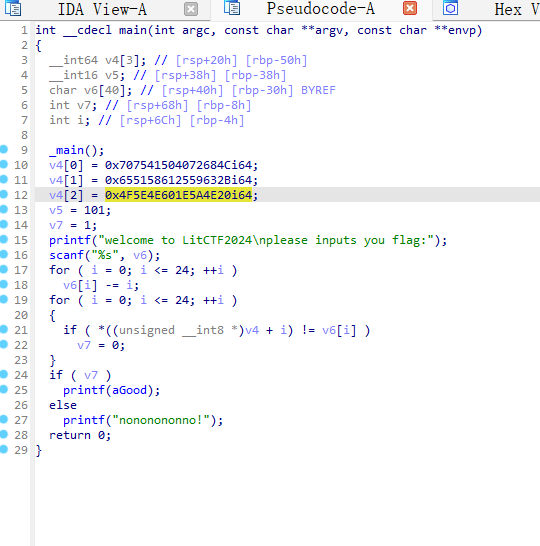 IDA View-A Pseudocode-A Hex V
1 int __cdecl main(int argc, const char **argv, const char **envp)
2 {
3 __int64 v4[3]; // [rsp+20h] [rbp-50h]
4 __int16 v5; // [rsp+38h] [rbp-38h]
5 char v6[40]; // [rsp+40h] [rbp-30h] BYREF
6 int v7; // [rsp+68h] [rbp-8h]
7 int i; // [rsp+6Ch] [rbp-4h]
8
9 _main();
10 v4[0] = 0x707541504072684Ci64;
11 v4[1] = 0x655158612559632Bi64;
12 v4[2] = 0x4F5E4E601E5A4E20i64;
13 v5 = 101;
14 v7 = 1;
15 printf("welcome to LitCTF2024\nplease inputs you flag:");
16 scanf("%s", v6);
17 for ( i = 0; i <= 24; ++i )
18 v6[i] -= i;
19 for ( i = 0; i <= 24; ++i )
20 {
21 if ( *((unsigned __int8 *)v4 + i) != v6[i] )
22 v7 = 0;
23 }
24 if ( v7 )
25 printf(aGood);
26 else
27 printf("nonononono!");
28 return 0;
29 }